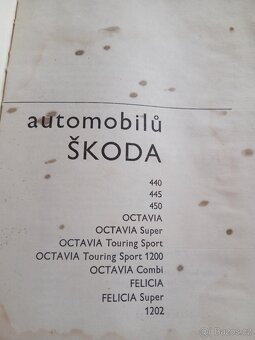 automobilů
ŠKODA
440
445
450
OCTAVIA
OCTAVIA Super
OCTAVIA Touring Sport
OCTAVIA Touring Sport 1200
OCTAVIA Combi
FELICIA
FELICIA Super
1202